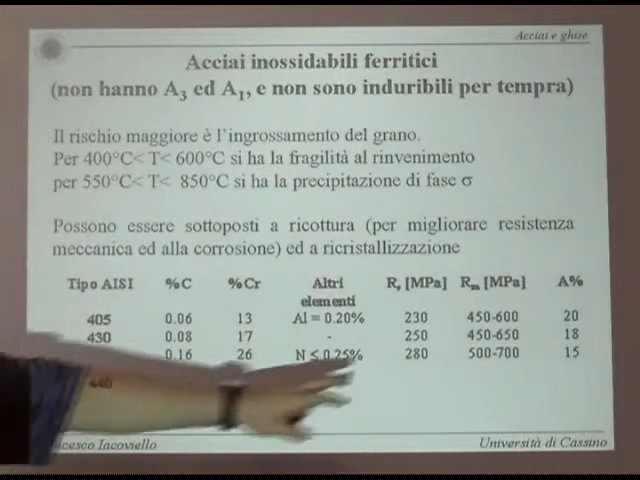 Acciai e ghise
Acciai inossidabili ferritici
(non hanno A3 ed A1, e non sono induribili per tempra)
Il rischio maggiore è l'ingrossamento del grano.
Per 400°C< T< 600°C si ha la fragilità al rinvenimento
per 550°C< T< 850°C si ha la precipitazione di fase σ
Possono essere sottoposti a ricottura (per migliorare resistenza
meccanica ed alla corrosione) ed a ricristallizzazione
Tipo AISI %C %Cr Altri elementi Rs [MPa] Rm [MPa] A%
405 0.06 13 Al = 0.20% 230 450-600 20
430 0.08 17 - 250 450-650 18
0.16 26 N ≤ 0.25% 280 500-700 15
446
cesco Iacoviello
Università di Cassino